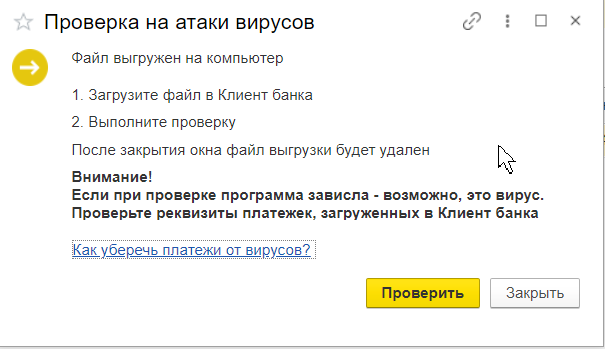 Проверка на атаки вирусов
Файл выгружен на компьютер
1. Загрузите файл в Клиент банка
2. Выполните проверку
После закрытия окна файл выгрузки будет удален
Внимание!
Если при проверке программа зависла - возможно, это вирус.
Проверьте реквизиты платежек, загруженных в Клиент банка
Как уберечь платежи от вирусов?
Проверить Закрыть